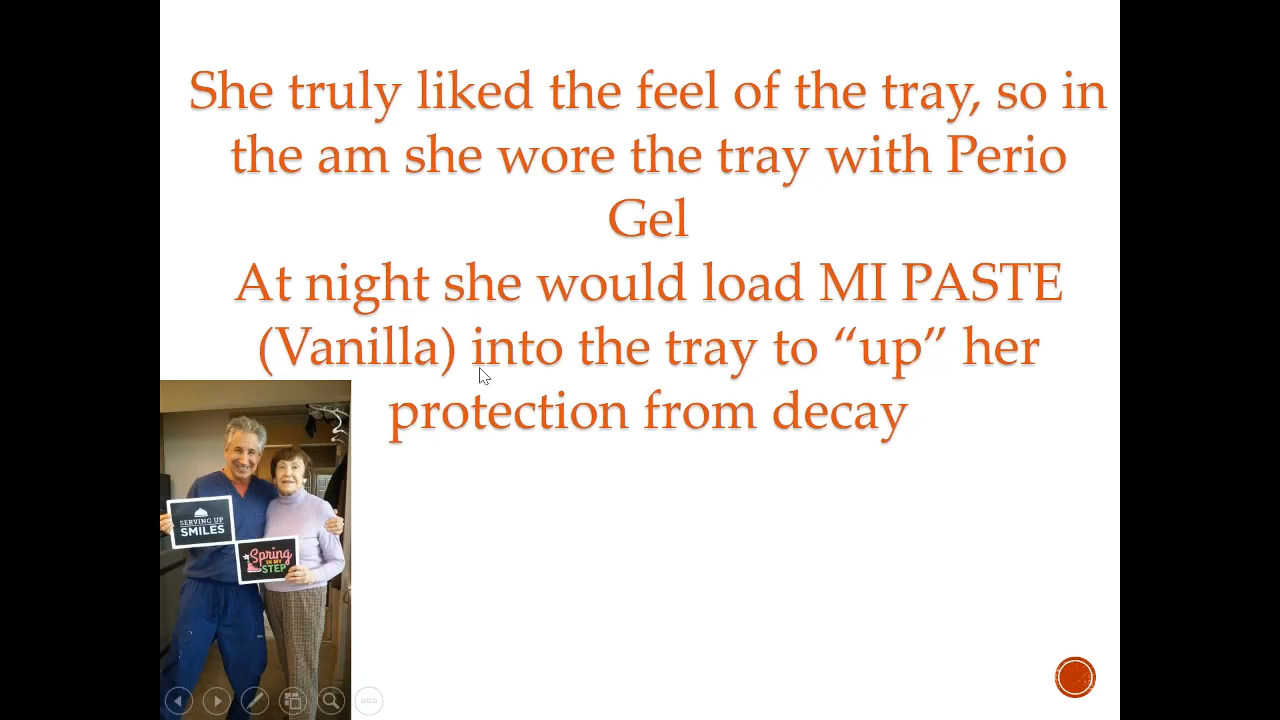 She truly liked the feel of the tray, so in
the am she wore the tray with Perio
Gel
At night she would load MI PASTE
(Vanilla) into the tray to “up” her
protection from decay
SERVING UP
SMILES
Spring
IN MY
STEP